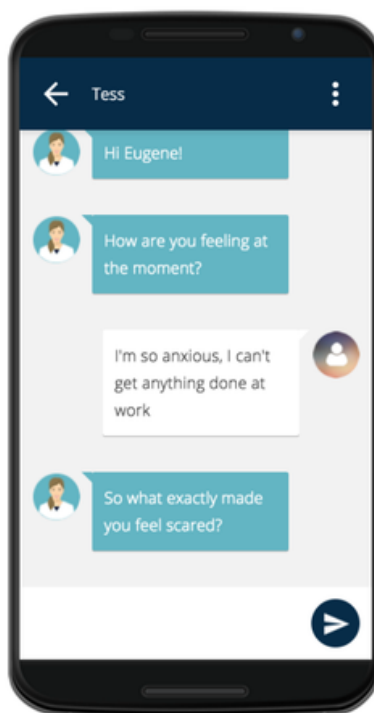 Tess
Hi Eugene!
How are you feeling at
the moment?
I'm so anxious, I can't
get anything done at
work
So what exactly made
you feel scared?